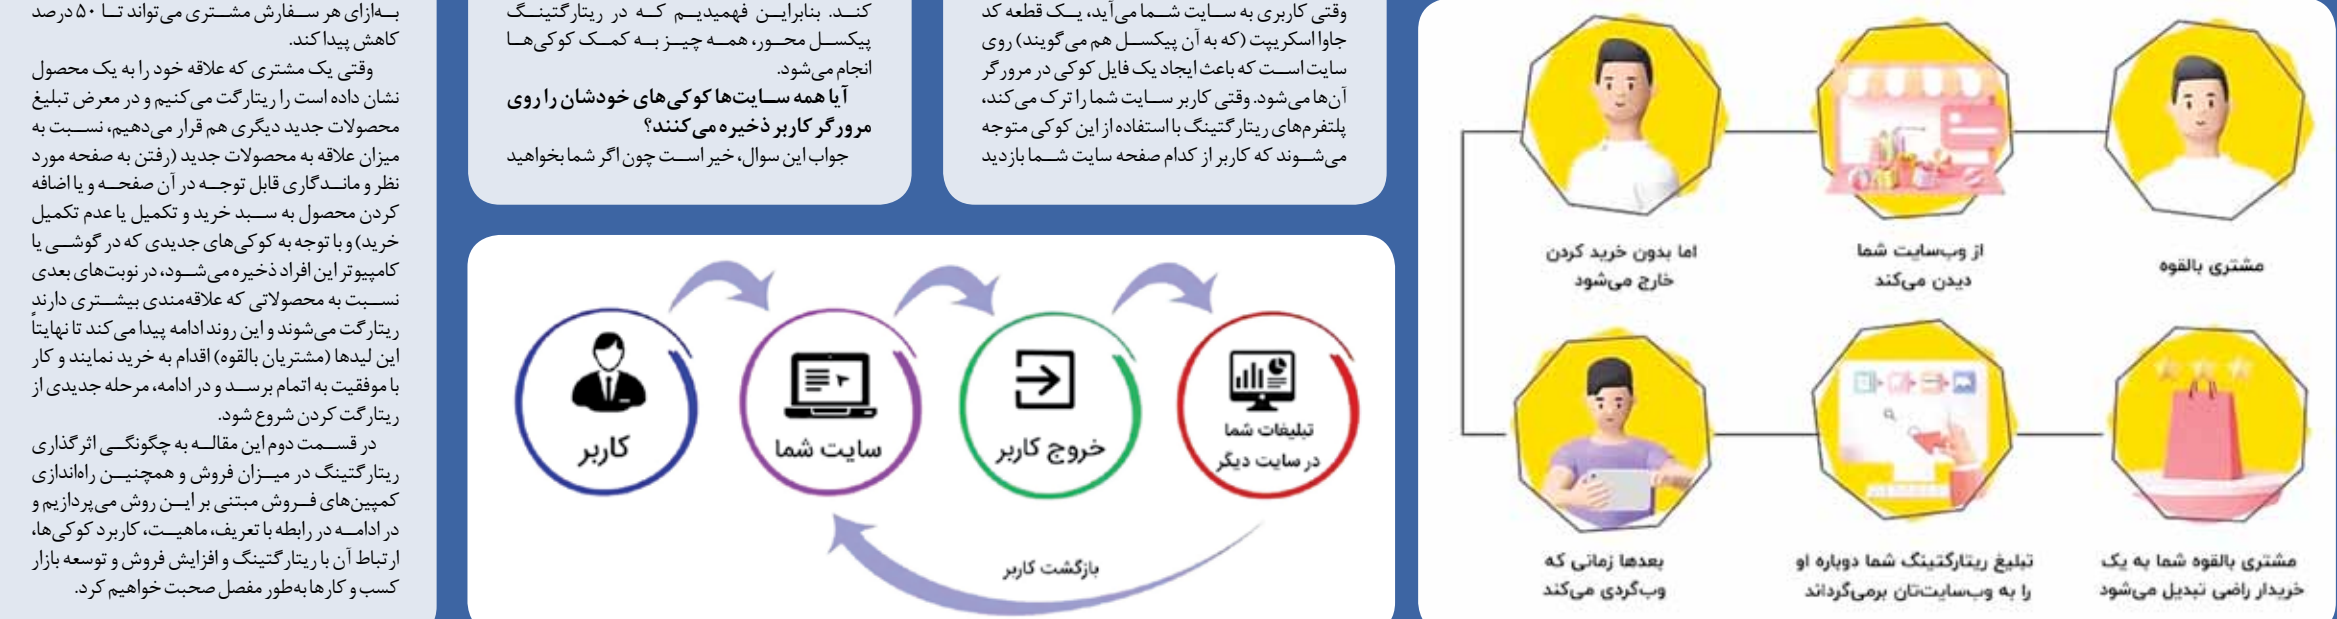 مشتری بالقوه
از وب‌سایت شما
دیدن می‌کند
اما بدون خرید کردن
خارج می‌شود
بعدها زمانی که
وب‌گردی می‌کند
تبلیغ ریتارگتینگ شما دوباره او
را به وب‌سایت‌تان برمی‌گرداند
مشتری بالقوه شما به یک
خریدار راضی تبدیل می‌شود
وقتی کاربری به سایت شما می‌آید، یک قطعه کد
جاوا اسکریپت (که به آن پیکسل هم می‌گویند) روی
سایت است که باعث ایجاد یک فایل کوکی در مرورگر
آن‌ها می‌شود. وقتی کاربر سایت شما را ترک می‌کند،
پلتفرم‌های ریتارگتینگ با استفاده از این کوکی متوجه
می‌شوند که کاربر از کدام صفحه سایت شما بازدید
کند. بنابراین فهمیدیم که در ریتارگتینگ
پیکسل محور، همه چیز به کمک کوکی‌ها
انجام می‌شود.
آیا همه سایت‌ها کوکی‌های خودشان را روی
مرورگر کاربر ذخیره می‌کنند؟
جواب این سوال، خیر است چون اگر شما بخواهید
کاربر
سایت شما
خروج کاربر
تبلیغات شما
در سایت دیگر
بازگشت کاربر
به‌ازای هر سفارش مشتری می‌تواند تا ۵۰ درصد
کاهش پیدا کند.
وقتی یک مشتری که علاقه خود را به یک محصول
نشان داده است را ریتارگت می‌کنیم و در معرض تبلیغ
محصولات جدید دیگری هم قرار می‌دهیم، نسبت به
میزان علاقه به محصولات جدید (رفتن به صفحه مورد
نظر و ماندگاری قابل توجه در آن صفحه و یا اضافه
کردن محصول به سبد خرید و تکمیل یا عدم تکمیل
خرید) و با توجه به کوکی‌های جدیدی که در گوشی یا
کامپیوتر این افراد ذخیره می‌شود، در نوبت‌های بعدی
نسبت به محصولاتی که علاقه‌مندی بیشتری دارند
ریتارگت می‌شوند و این روند ادامه پیدا می‌کند تا نهایتاً
این لیدها (مشتریان بالقوه) اقدام به خرید نمایند و کار
با موفقیت به اتمام برسد و در ادامه، مرحله جدیدی از
ریتارگت کردن شروع شود.
در قسمت دوم این مقاله به چگونگی اثرگذاری
ریتارگتینگ در میزان فروش و همچنین راه‌اندازی
کمپین‌های فروش مبتنی بر این روش می‌پردازیم و
در ادامه در رابطه با تعریف، ماهیت، کاربرد کوکی‌ها،
ارتباط آن با ریتارگتینگ و افزایش فروش و توسعه بازار
کسب و کارها به‌طور مفصل صحبت خواهیم کرد.